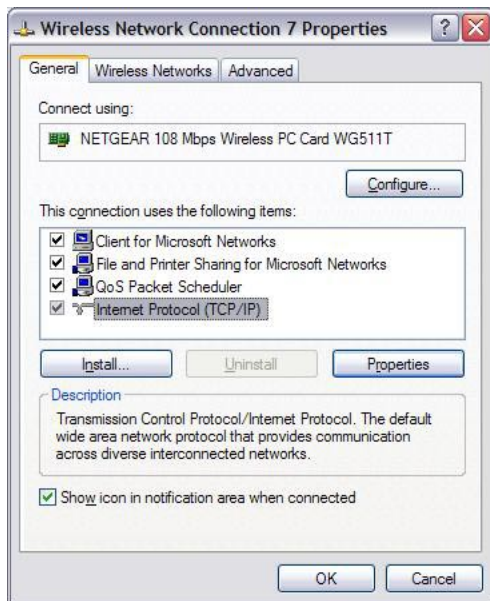 Wireless Network Connection 7 Properties
General Wireless Networks Advanced
Connect using:
NETGEAR 108 Mbps Wireless PC Card WG511T
Configure...
This connection uses the following items:
Client for Microsoft Networks
File and Printer Sharing for Microsoft Networks
QoS Packet Scheduler
Internet Protocol (TCP/IP)
Install... Uninstall Properties
Description
Transmission Control Protocol/Internet Protocol. The default
wide area network protocol that provides communication
across diverse interconnected networks.
Show icon in notification area when connected
OK Cancel